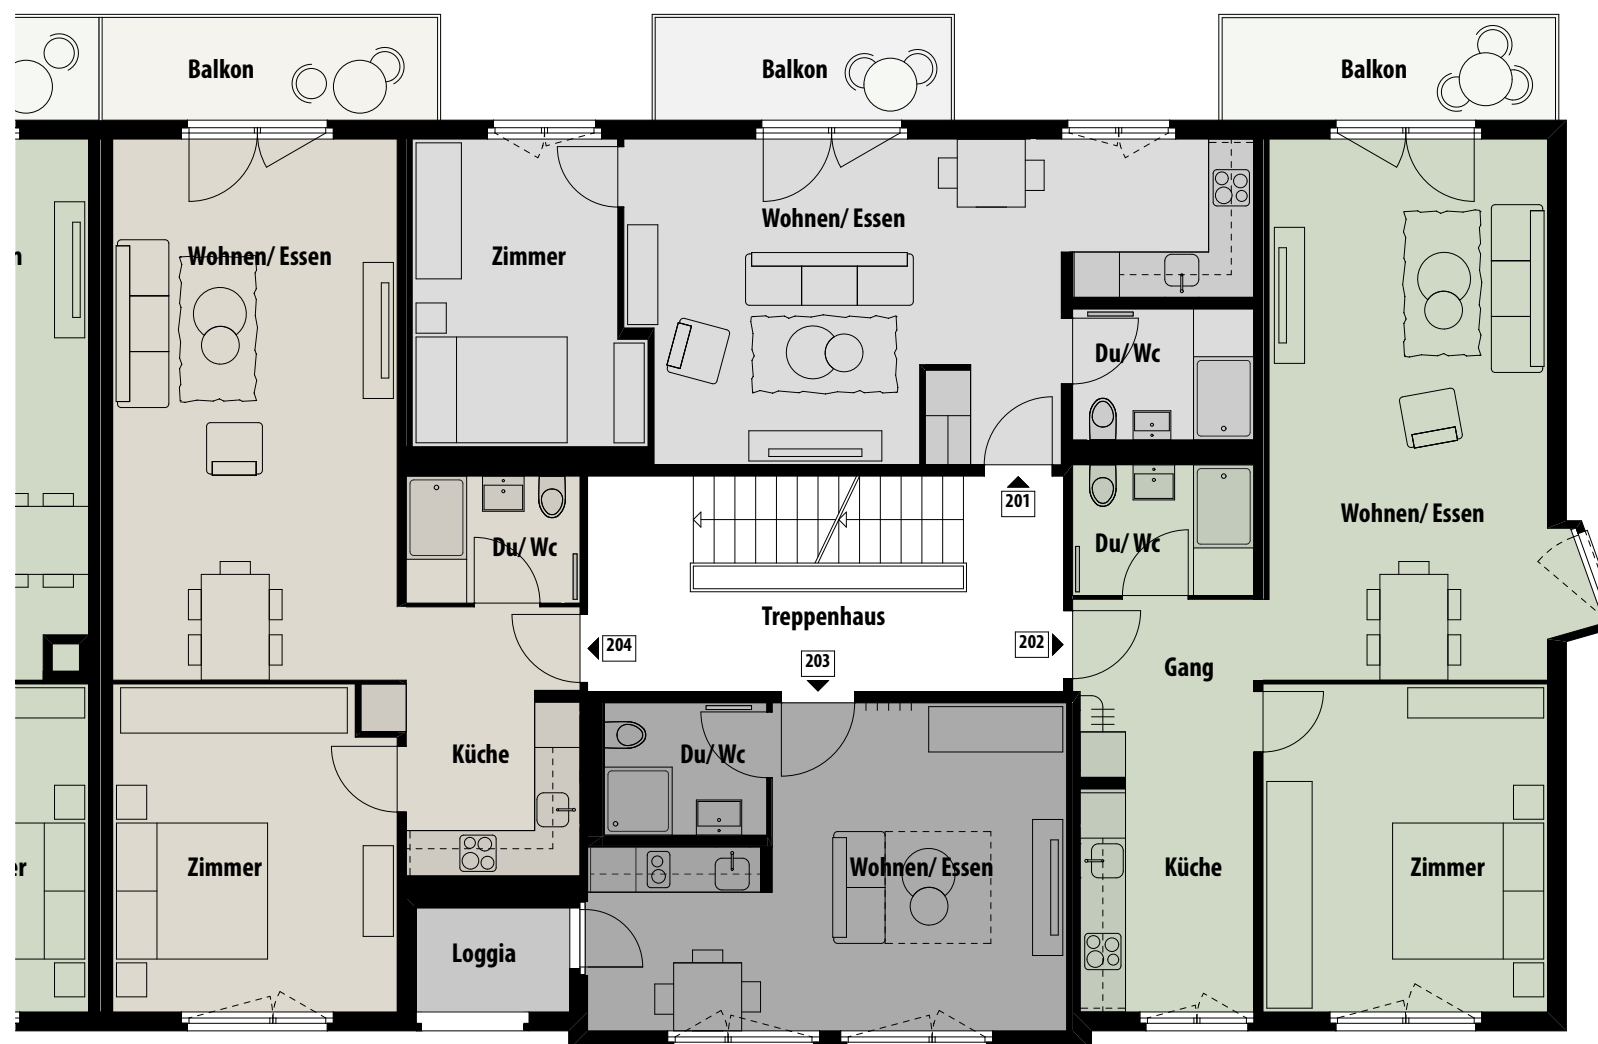 Balkon
Balkon
Balkon
Wohnen/ Essen
Zimmer
Wohnen/ Essen
Du/ Wc
201
Wohnen/ Essen
Du/ Wc
Du/ Wc
Treppenhaus
204
203
202
Gang
Küche
Du/ Wc
Zimmer
Wohnen/ Essen
Küche
Zimmer
Loggia